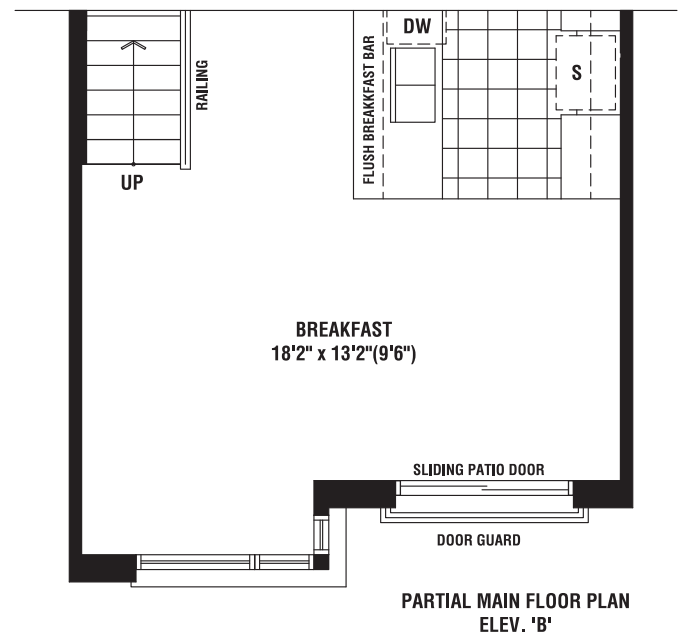 DW
S
RAILING
FLUSH BREAKKFAST BAR
UP
BREAKFAST
18'2" x 13'2"(9'6")
SLIDING PATIO DOOR
DOOR GUARD
PARTIAL MAIN FLOOR PLAN
ELEV. 'B'